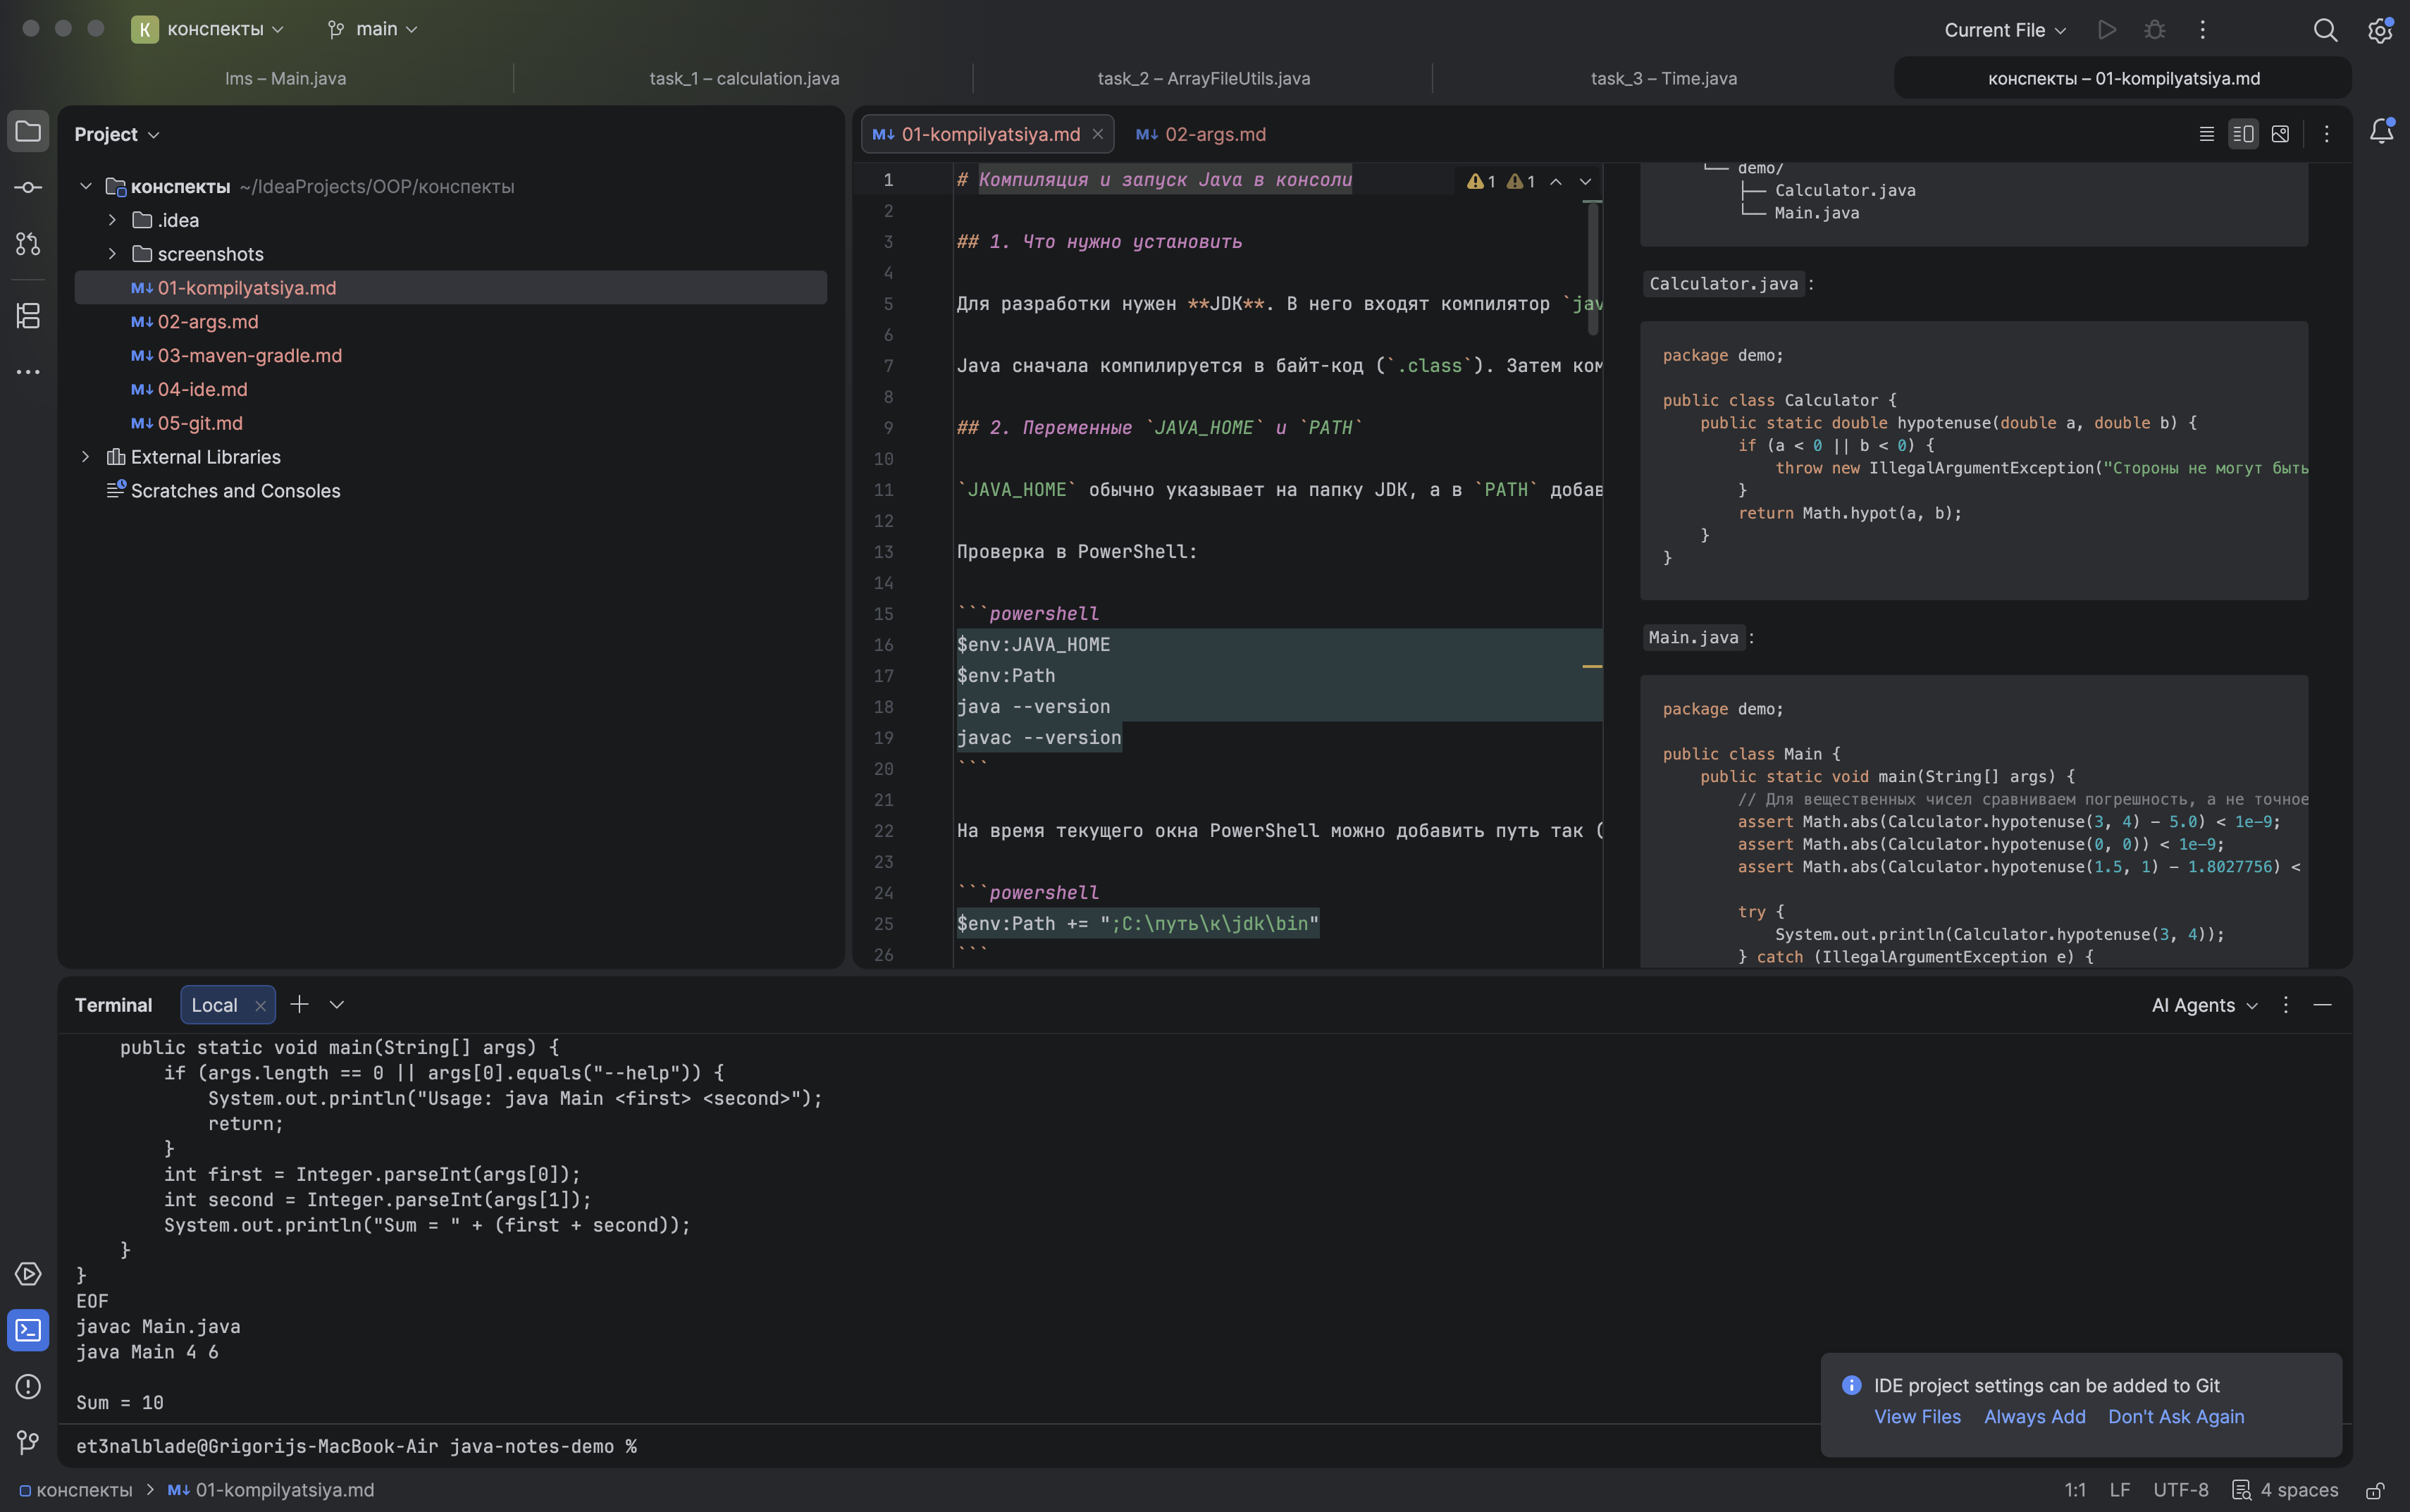 K конспекты main Current File
lms – Main.java task_1 – calculation.java task_2 – ArrayFileUtils.java task_3 – Time.java конспекты – 01-kompilyatsiya.md
Project
конспекты ~/IdeaProjects/OOP/конспекты
.idea
screenshots
M↓ 01-kompilyatsiya.md
M↓ 02-args.md
M↓ 03-maven-gradle.md
M↓ 04-ide.md
M↓ 05-git.md
External Libraries
Scratches and Consoles
M↓ 01-kompilyatsiya.md M↓ 02-args.md
1 # Компиляция и запуск Java в консоли 1 1
2
3 ## 1. Что нужно установить
4
5 Для разработки нужен **JDK**. В него входят компилятор `jav
6
7 Java сначала компилируется в байт-код (`.class`). Затем ком
8
9 ## 2. Переменные `JAVA_HOME` и `PATH`
10
11 `JAVA_HOME` обычно указывает на папку JDK, а в `PATH` добав
12
13 Проверка в PowerShell:
14
15 ```powershell
16 $env:JAVA_HOME
17 $env:Path
18 java --version
19 javac --version
20 ```
21
22 На время текущего окна PowerShell можно добавить путь так (
23
24 ```powershell
25 $env:Path += ";C:\путь\к\jdk\bin"
26 ```
└── demo/
├── Calculator.java
└── Main.java
Calculator.java :
package demo;
public class Calculator {
public static double hypotenuse(double a, double b) {
if (a < 0 || b < 0) {
throw new IllegalArgumentException("Стороны не могут быть
}
return Math.hypot(a, b);
}
}
Main.java :
package demo;
public class Main {
public static void main(String[] args) {
// Для вещественных чисел сравниваем погрешность, а не точное
assert Math.abs(Calculator.hypotenuse(3, 4) - 5.0) < 1e-9;
assert Math.abs(Calculator.hypotenuse(0, 0)) < 1e-9;
assert Math.abs(Calculator.hypotenuse(1.5, 1) - 1.8027756) <
try {
System.out.println(Calculator.hypotenuse(3, 4));
} catch (IllegalArgumentException e) {
Terminal Local AI Agents
public static void main(String[] args) {
if (args.length == 0 || args[0].equals("--help")) {
System.out.println("Usage: java Main <first> <second>");
return;
}
int first = Integer.parseInt(args[0]);
int second = Integer.parseInt(args[1]);
System.out.println("Sum = " + (first + second));
}
}
EOF
javac Main.java
java Main 4 6
Sum = 10
et3nalblade@Grigorijs-MacBook-Air java-notes-demo %
IDE project settings can be added to Git
View Files Always Add Don't Ask Again
конспекты > M↓ 01-kompilyatsiya.md 1:1 LF UTF-8 4 spaces